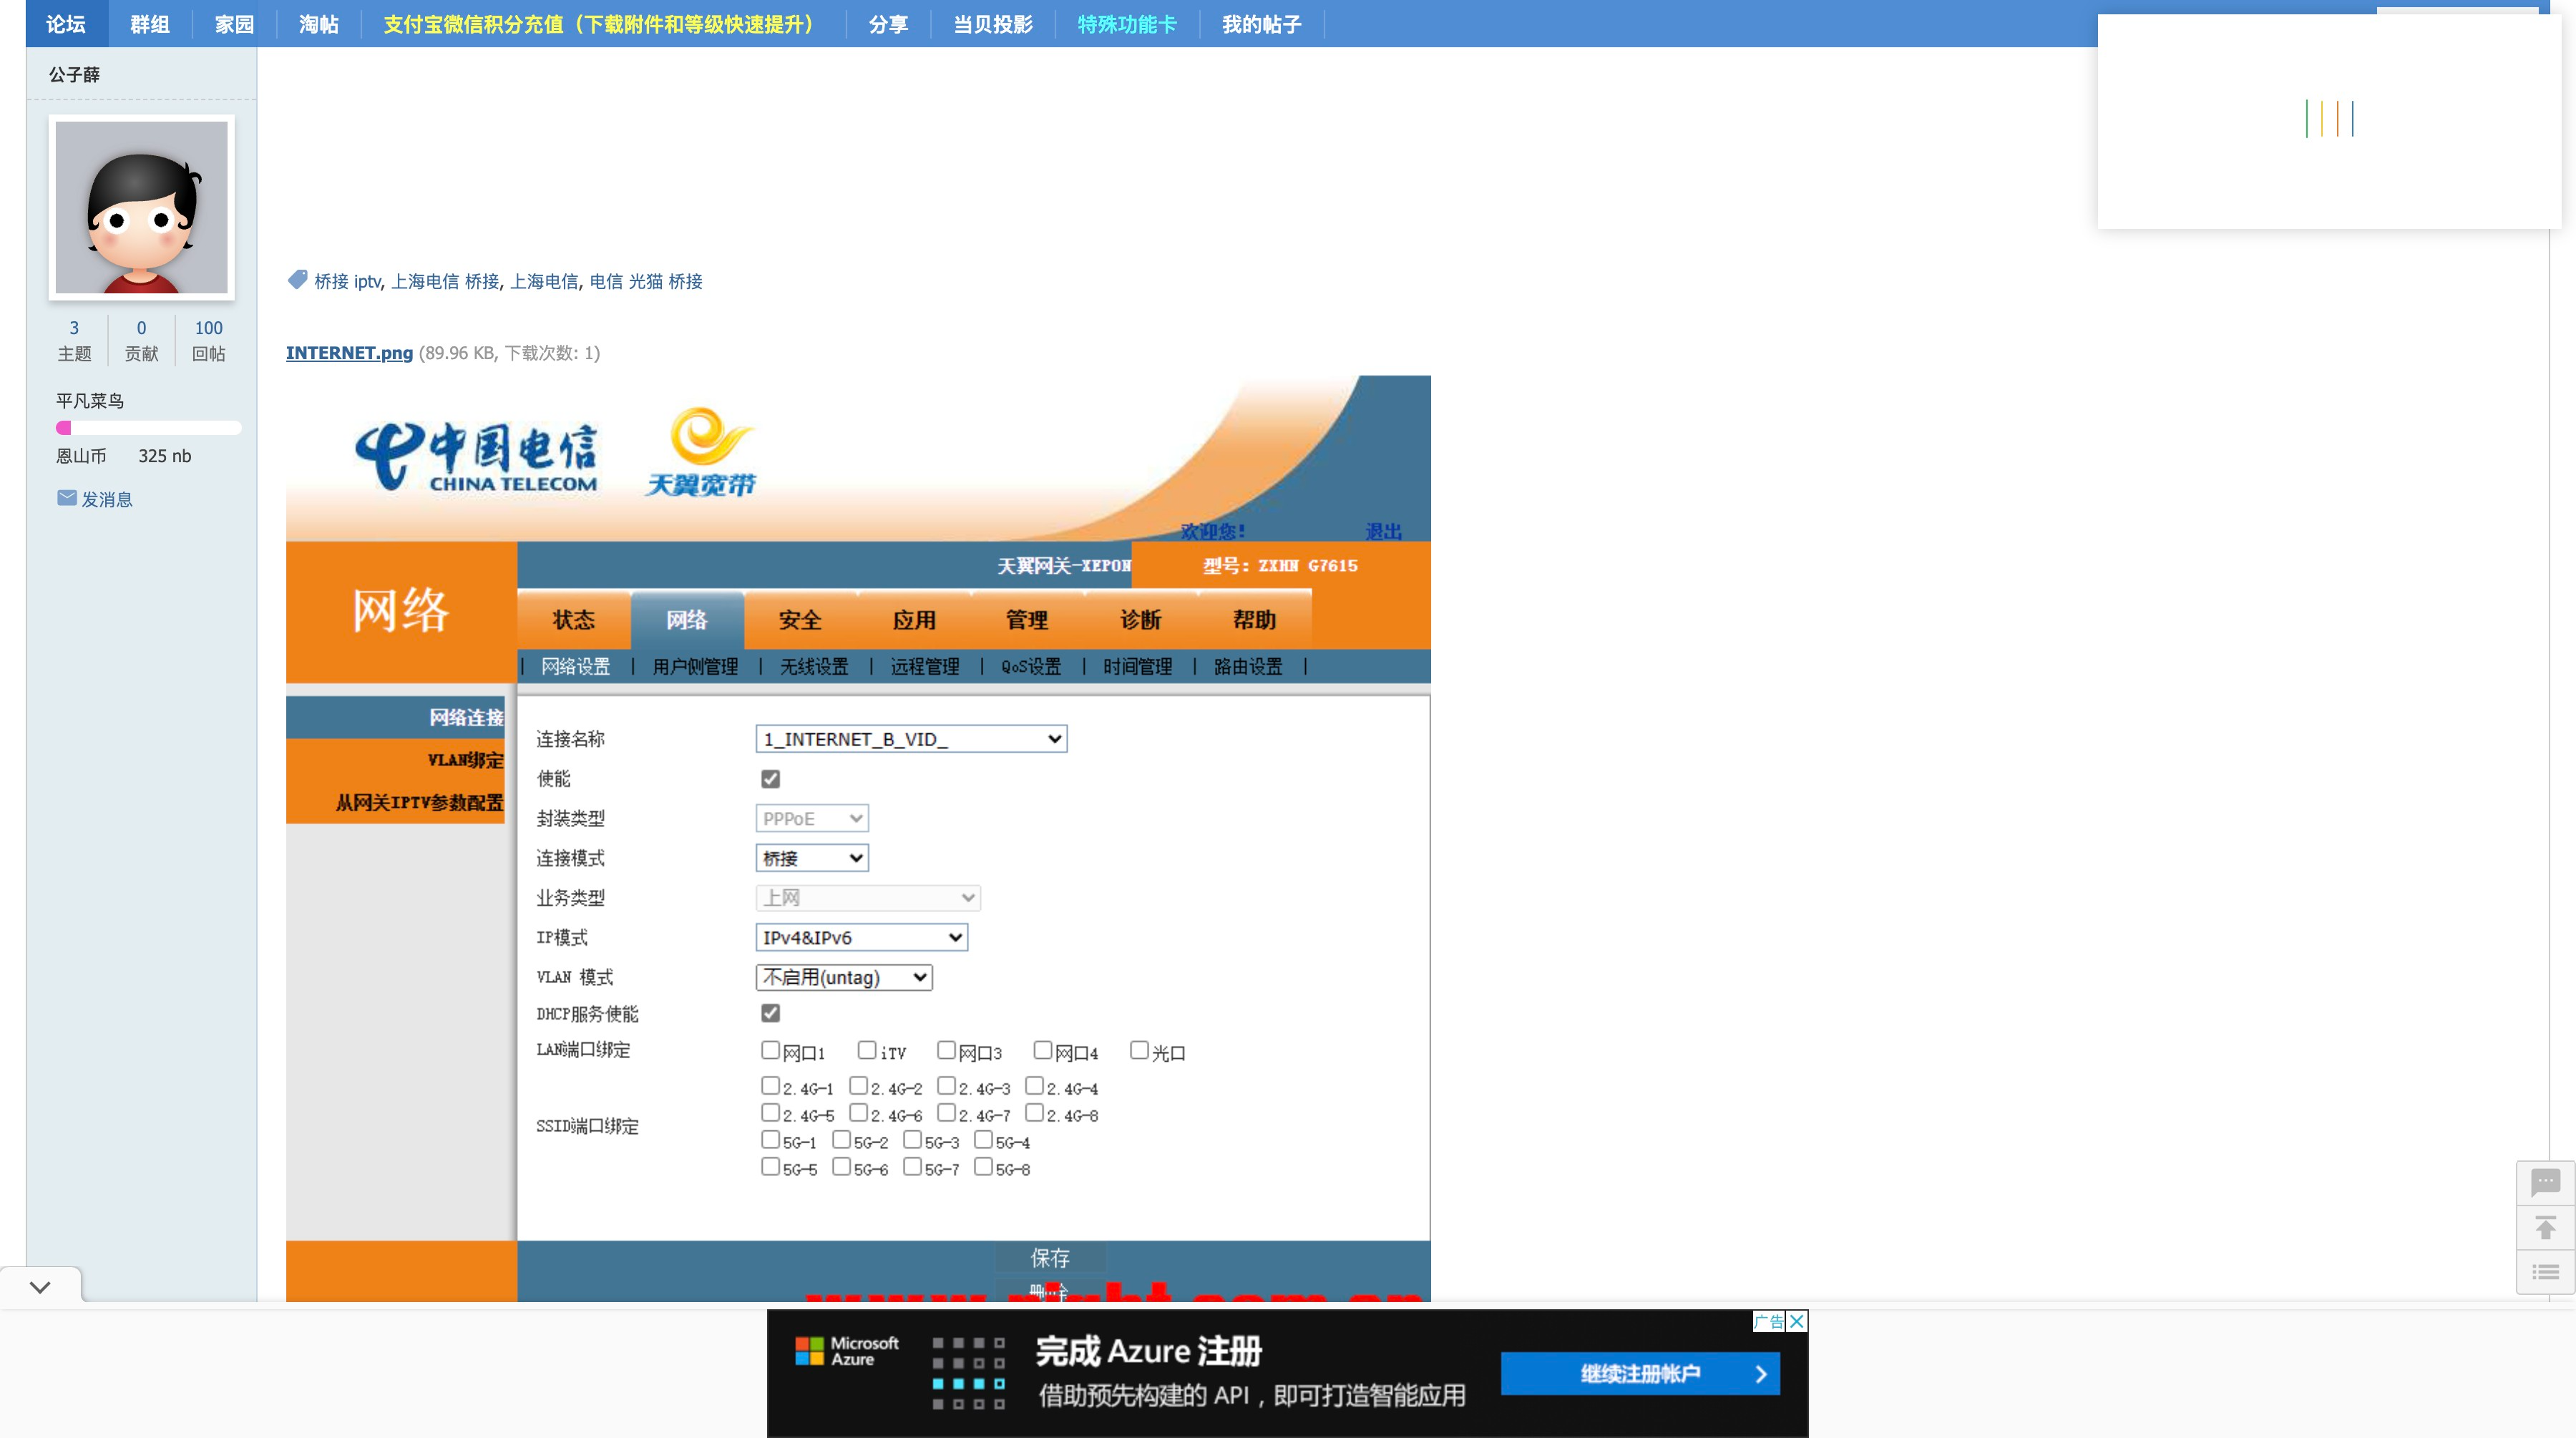 论坛 群组 家园 淘帖 支付宝微信积分充值（下载附件和等级快速提升） 分享 当贝投影 特殊功能卡 我的帖子
公子薛
3 0 100
主题 贡献 回帖
平凡菜鸟
恩山币 325 nb
发消息
桥接 iptv, 上海电信 桥接, 上海电信, 电信 光猫 桥接
INTERNET.png (89.96 KB, 下载次数: 1)
中国电信
CHINA TELECOM
天翼宽带
欢迎您! 退出
天翼网关-XEPON 型号: ZXHN G7615
网络
状态 网络 安全 应用 管理 诊断 帮助
网络设置 | 用户侧管理 | 无线设置 | 远程管理 | QoS设置 | 时间管理 | 路由设置 |
网络连接
VLAN绑定
从网关IPTV参数配置
连接名称 1_INTERNET_B_VID_
使能
封装类型 PPPoE
连接模式 桥接
业务类型 上网
IP模式 IPv4&IPv6
VLAN 模式 不启用(untag)
DHCP服务使能
LAN端口绑定 网口1 iTV 网口3 网口4 光口
SSID端口绑定
2.4G-1 2.4G-2 2.4G-3 2.4G-4
2.4G-5 2.4G-6 2.4G-7 2.4G-8
5G-1 5G-2 5G-3 5G-4
5G-5 5G-6 5G-7 5G-8
保存
广告
Microsoft
Azure
完成 Azure 注册
借助预先构建的 API，即可打造智能应用
继续注册帐户